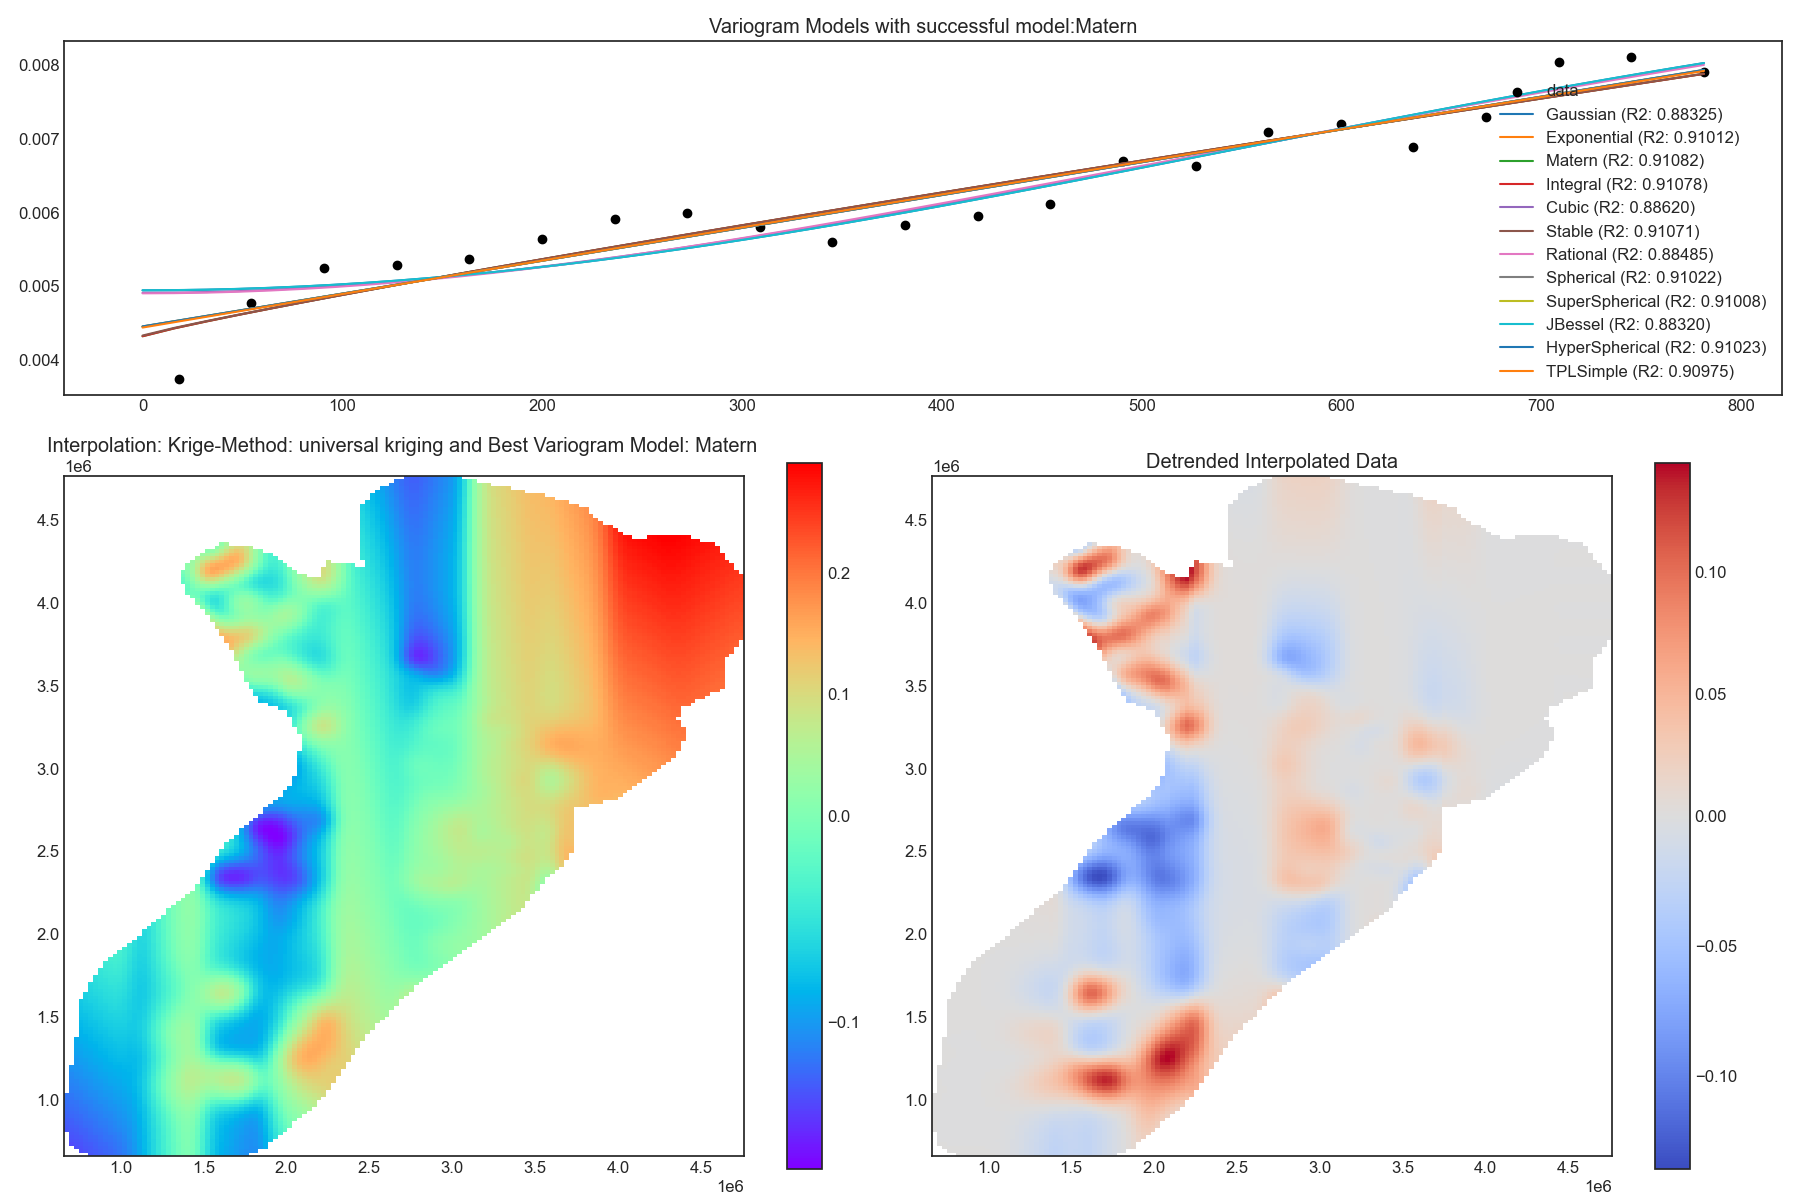 Variogram Models with successful model:Matern
0.008
0.007
0.006
0.005
0.004
data
Gaussian (R2: 0.88325)
Exponential (R2: 0.91012)
Matern (R2: 0.91082)
Integral (R2: 0.91078)
Cubic (R2: 0.88620)
Stable (R2: 0.91071)
Rational (R2: 0.88485)
Spherical (R2: 0.91022)
SuperSpherical (R2: 0.91008)
JBessel (R2: 0.88320)
HyperSpherical (R2: 0.91023)
TPLSimple (R2: 0.90975)
0 100 200 300 400 500 600 700 800
Interpolation: Krige-Method: universal kriging and Best Variogram Model: Matern
1e6
4.5
4.0
3.5
3.0
2.5
2.0
1.5
1.0
1.0 1.5 2.0 2.5 3.0 3.5 4.0 4.5
1e6
0.2
0.1
0.0
−0.1
Detrended Interpolated Data
1e6
4.5
4.0
3.5
3.0
2.5
2.0
1.5
1.0
1.0 1.5 2.0 2.5 3.0 3.5 4.0 4.5
1e6
0.10
0.05
0.00
−0.05
−0.10